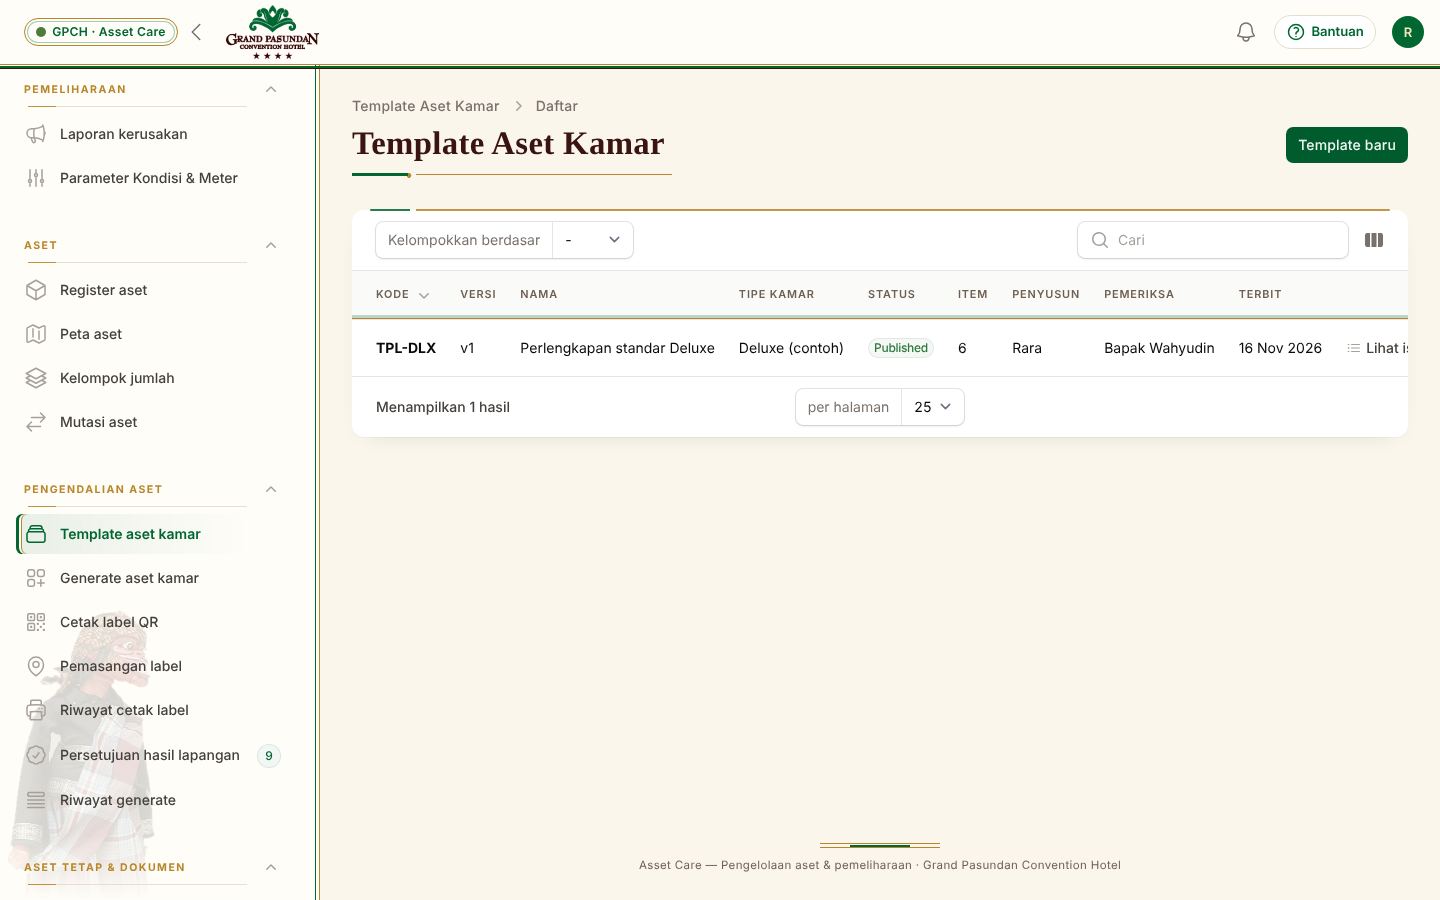 GPCH · Asset Care
GRAND PASUNDAN
CONVENTION HOTEL
Bantuan
R
PEMELIHARAAN
Laporan kerusakan
Parameter Kondisi & Meter
ASET
Register aset
Peta aset
Kelompok jumlah
Mutasi aset
PENGENDALIAN ASET
Template aset kamar
Generate aset kamar
Cetak label QR
Pemasangan label
Riwayat cetak label
Persetujuan hasil lapangan 9
Riwayat generate
ASET TETAP & DOKUMEN
Template Aset Kamar > Daftar
Template Aset Kamar
Template baru
Kelompokkan berdasar -
Cari
KODE VERSI NAMA TIPE KAMAR STATUS ITEM PENYUSUN PEMERIKSA TERBIT
TPL-DLX v1 Perlengkapan standar Deluxe Deluxe (contoh) Published 6 Rara Bapak Wahyudin 16 Nov 2026 Lihat
Menampilkan 1 hasil
per halaman 25
Asset Care — Pengelolaan aset & pemeliharaan · Grand Pasundan Convention Hotel